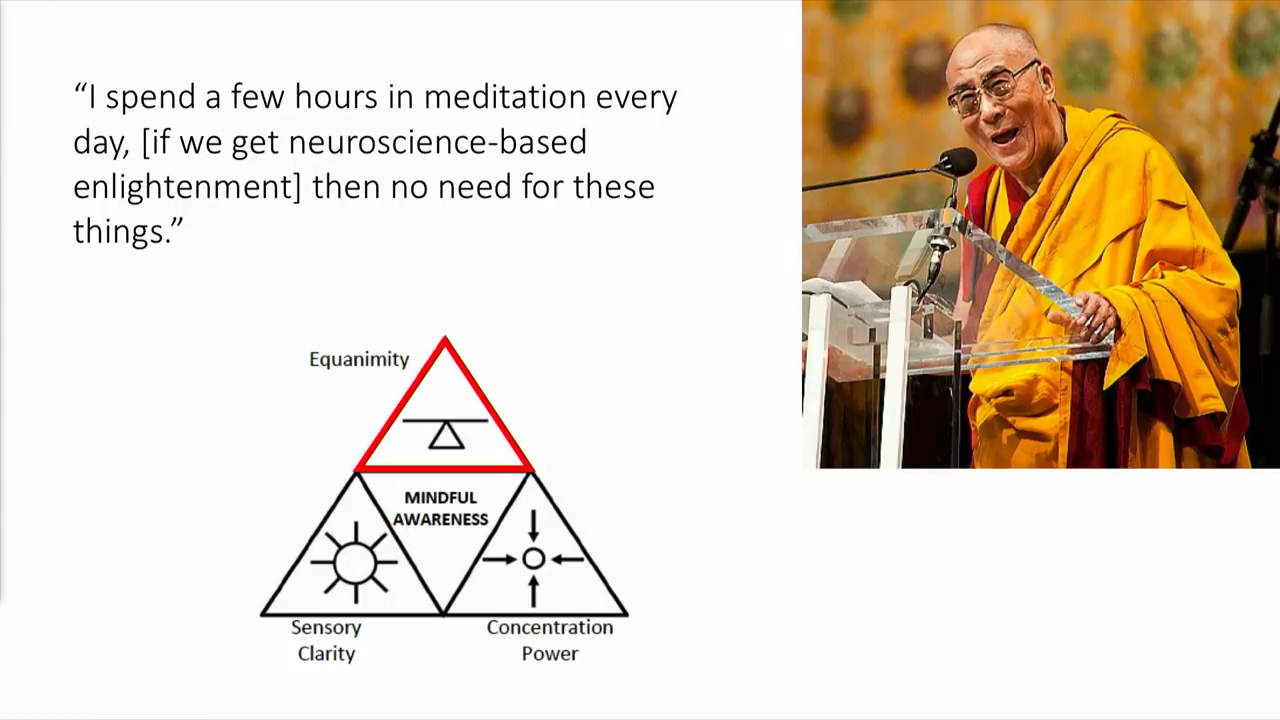 “I spend a few hours in meditation every
day, [if we get neuroscience-based
enlightenment] then no need for these
things.”
Equanimity
MINDFUL
AWARENESS
Sensory
Clarity
Concentration
Power